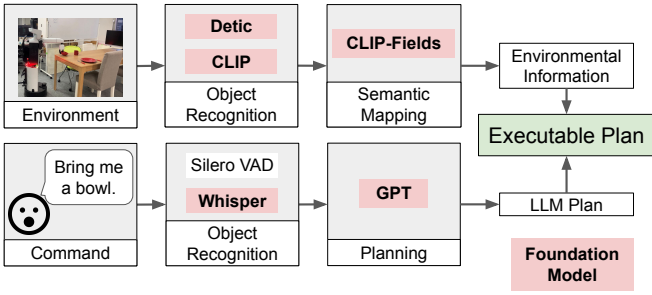 Detic
CLIP
CLIP-Fields
Environment
Object
Recognition
Semantic
Mapping
Environmental
Information
Executable Plan
Bring me
a bowl.
Silero VAD
Whisper
GPT
LLM Plan
Command
Object
Recognition
Planning
Foundation
Model